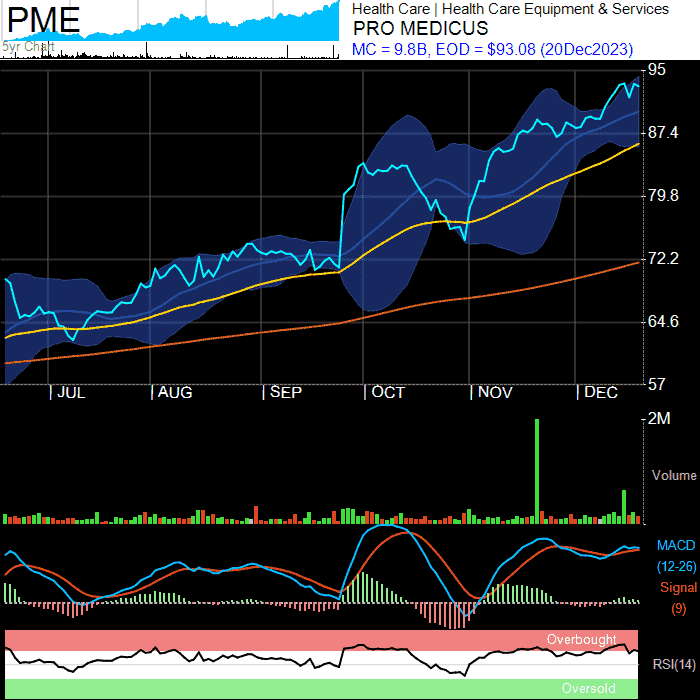 PME
5yr Chart
Health Care | Health Care Equipment & Services
PRO MEDICUS
MC = 9.8B, EOD = $93.08 (20Dec2023)
95
87.4
79.8
72.2
64.6
57
| JUL | AUG | SEP | OCT | NOV | DEC
2M
Volume
MACD
(12-26)
Signal
(9)
Overbought
RSI(14)
Oversold